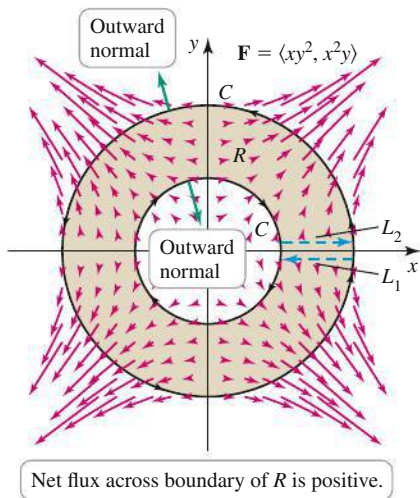 Outward
normal
y
F = ⟨xy², x²y⟩
C
R
C
L₂
Outward
normal
x
L₁
Net flux across boundary of R is positive.